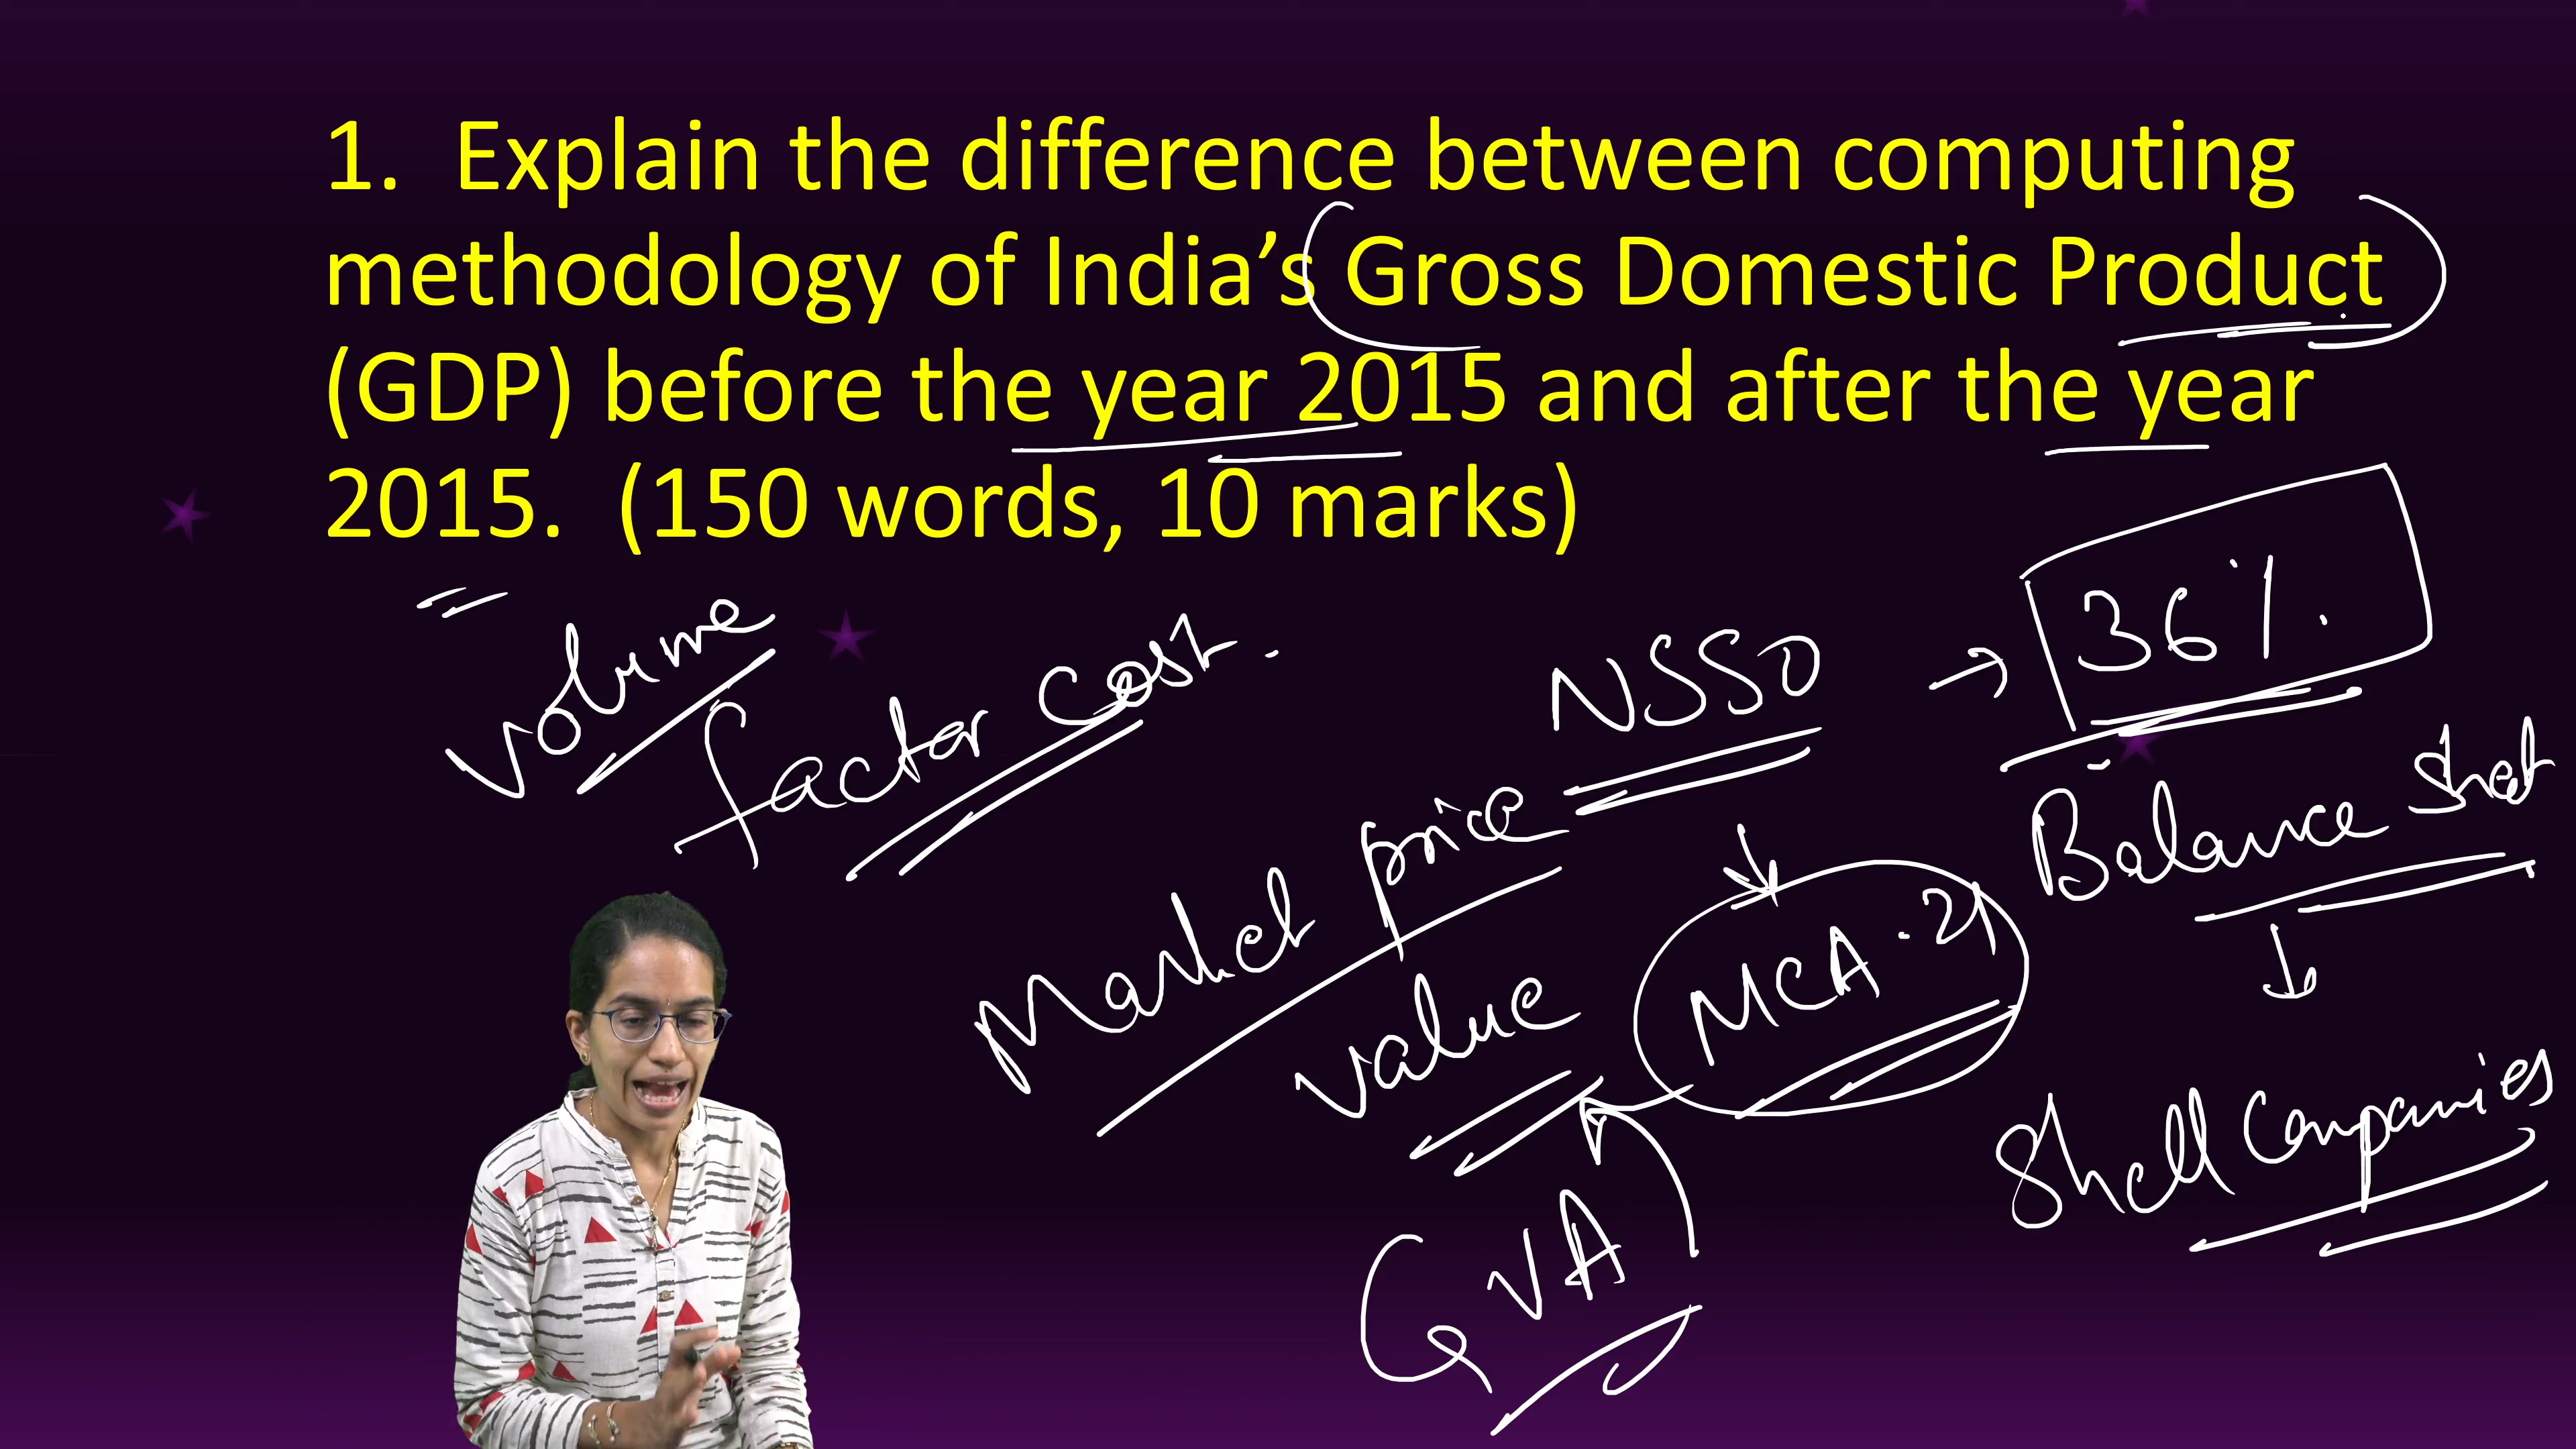 1. Explain the difference between computing
methodology of India's Gross Domestic Product
(GDP) before the year 2015 and after the year
2015. (150 words, 10 marks)
Volume
factor cost.
NSSO → 36%.
Market price
Balance Sheet
value
MCA-21
Shell Companies
GVA